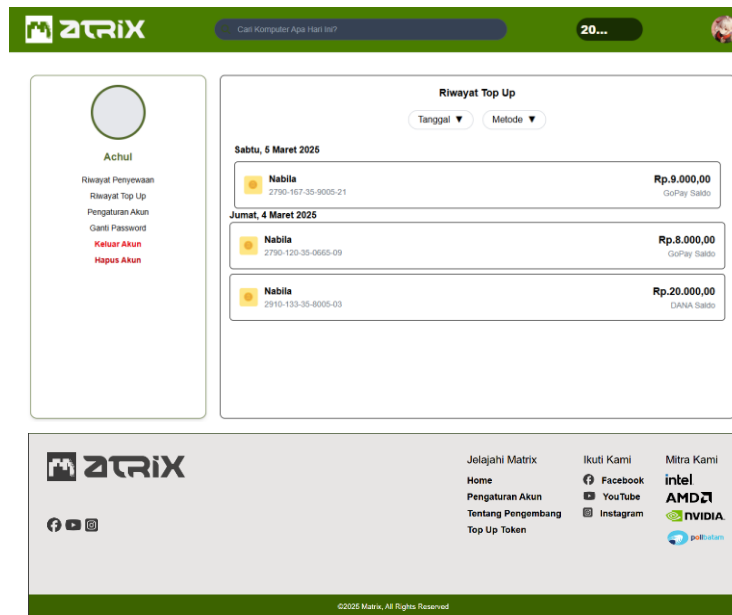 matrix
Cari Komputer Apa Hari Ini?
20...
Achul
Riwayat Penyewaan
Riwayat Top Up
Pengaturan Akun
Ganti Password
Keluar Akun
Hapus Akun
Riwayat Top Up
Tanggal ▼ Metode ▼
Sabtu, 5 Maret 2025
Nabila Rp.9.000,00
2790-167-35-9005-21 GoPay Saldo
Jumat, 4 Maret 2025
Nabila Rp.8.000,00
2790-120-35-0665-09 GoPay Saldo
Nabila Rp.20.000,00
2910-133-35-8005-03 DANA Saldo
matrix
Jelajahi Matrix
Home
Pengaturan Akun
Tentang Pengembang
Top Up Token
Ikuti Kami
Facebook
YouTube
Instagram
Mitra Kami
intel
AMD
NVIDIA.
polibatam
©2025 Matrix, All Rights Reserved